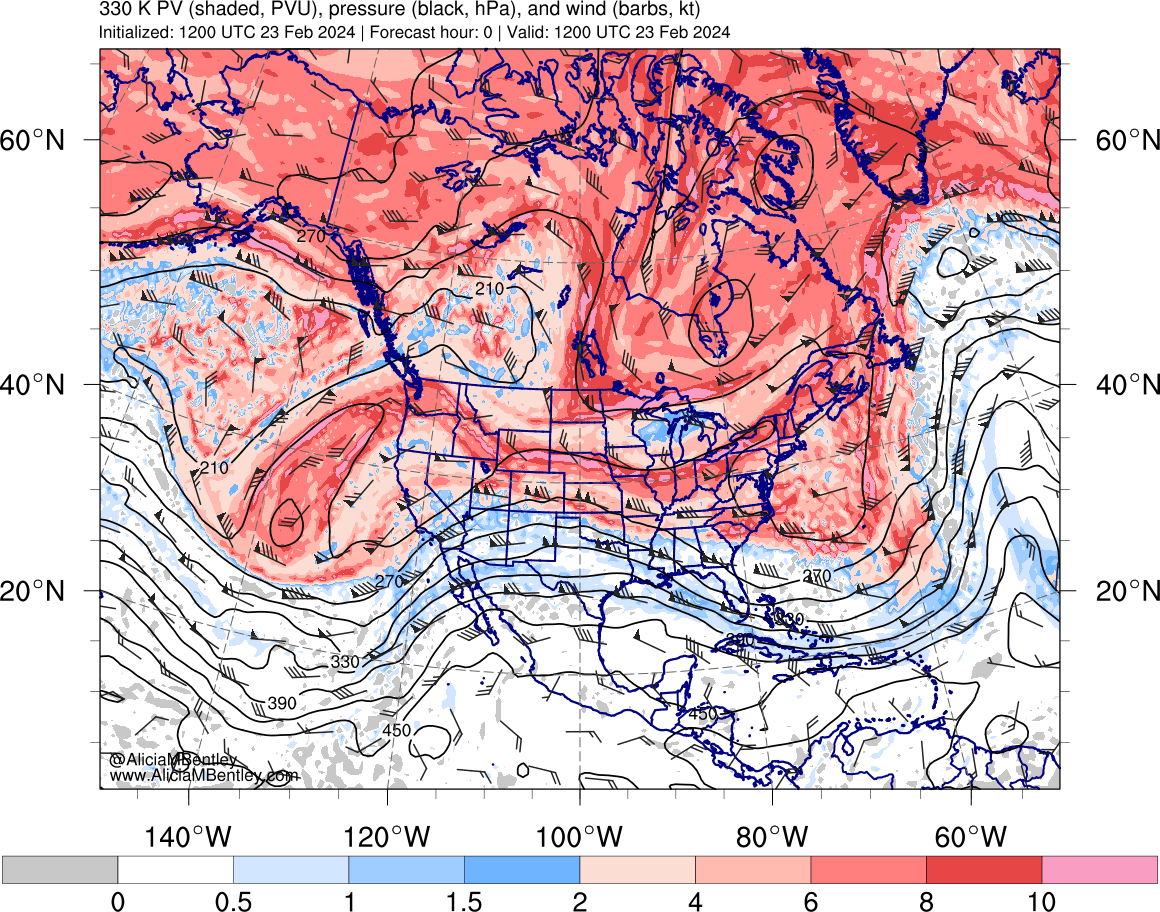 330 K PV (shaded, PVU), pressure (black, hPa), and wind (barbs, kt)
Initialized: 1200 UTC 23 Feb 2024 | Forecast hour: 0 | Valid: 1200 UTC 23 Feb 2024
60°N 60°N
270
210
40°N 40°N
210
270 270
20°N 20°N
330
390
330
390 450
450
@AliciaMBentley
www.AliciaMBentley.com
140°W 120°W 100°W 80°W 60°W
0 0.5 1 1.5 2 4 6 8 10